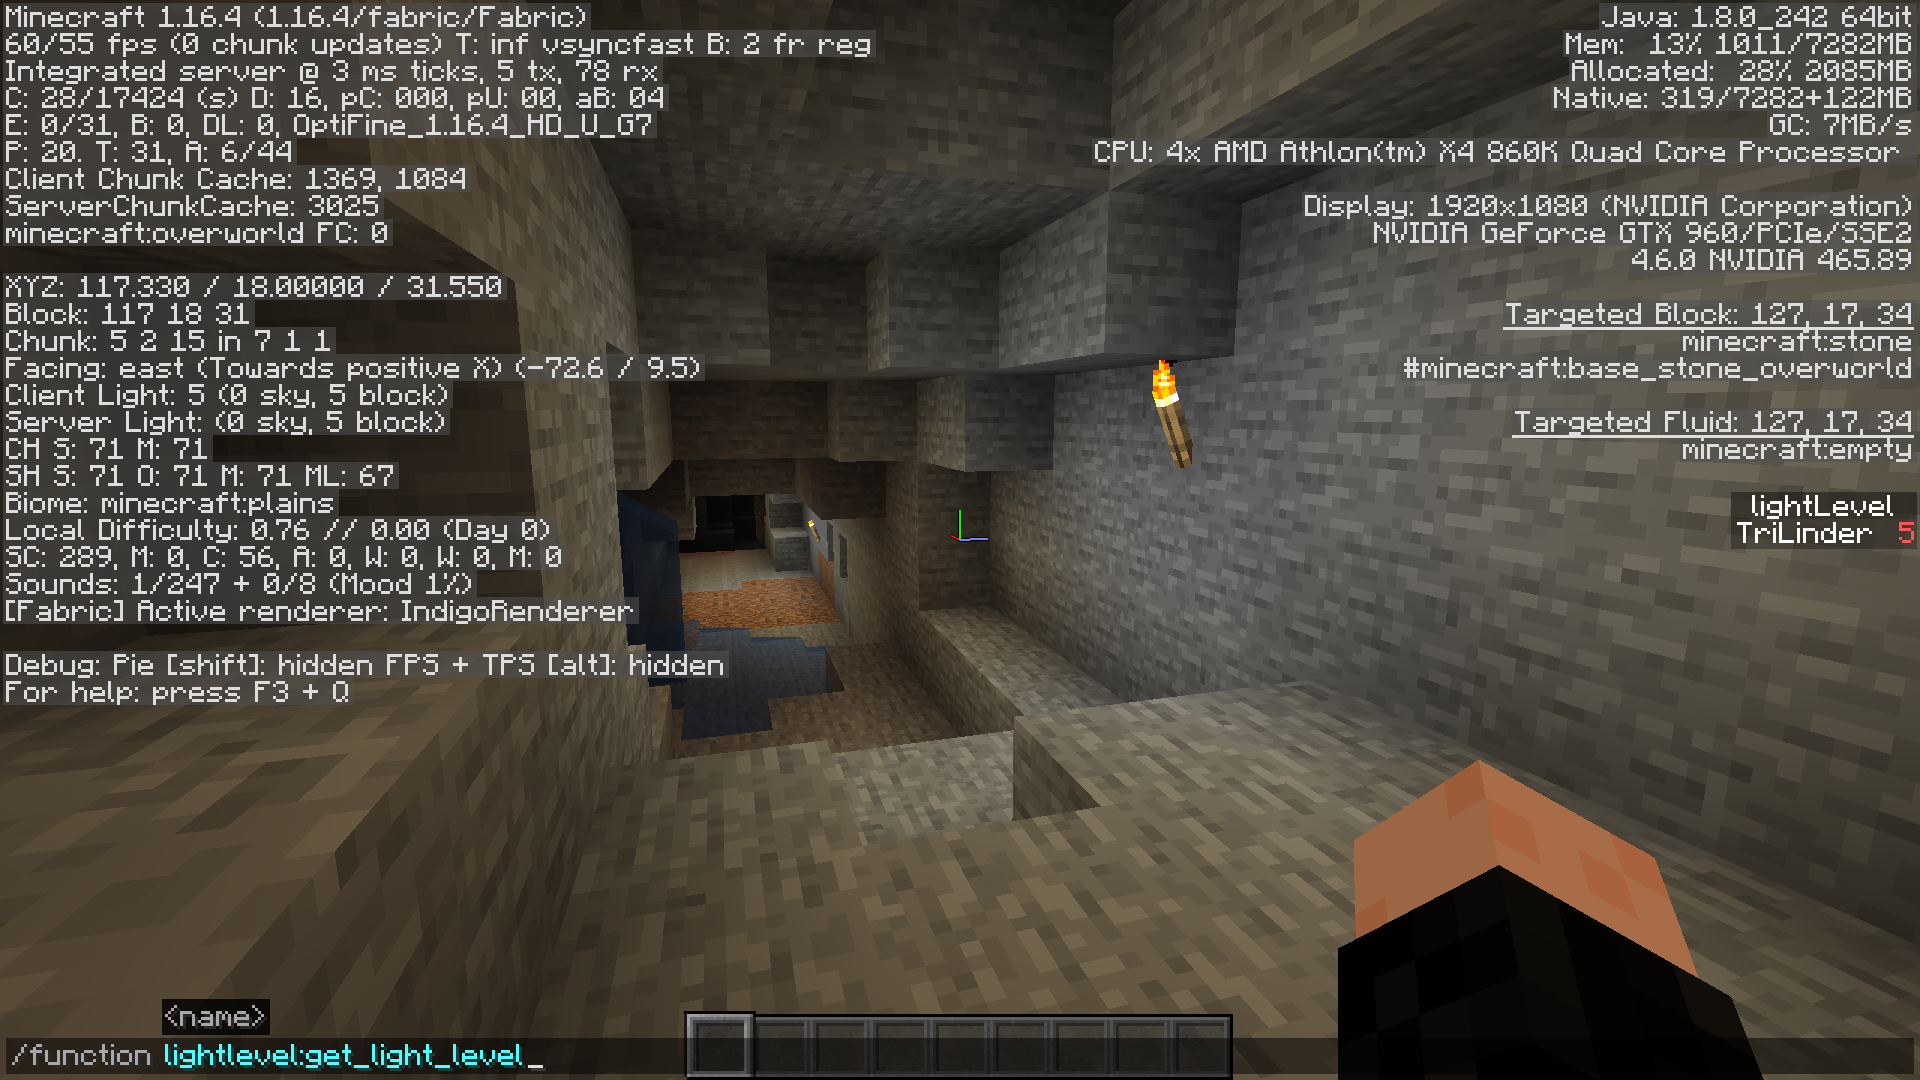 Minecraft 1.16.4 (1.16.4/fabric/Fabric)
60/55 fps (0 chunk updates) T: inf vsyncfast B: 2 fr reg
Integrated server @ 3 ms ticks, 5 tx, 78 rx
C: 28/17424 (s) D: 16, pC: 000, pU: 00, aB: 04
E: 0/31, B: 0, DL: 0, OptiFine_1.16.4_HD_U_G7
P: 20. T: 31, A: 6/44
Client Chunk Cache: 1369, 1084
ServerChunkCache: 3025
minecraft:overworld FC: 0
XYZ: 117.330 / 18.00000 / 31.550
Block: 117 18 31
Chunk: 5 2 15 in 7 1 1
Facing: east (Towards positive X) (-72.6 / 9.5)
Client Light: 5 (0 sky, 5 block)
Server Light: (0 sky, 5 block)
CH S: 71 M: 71
SH S: 71 O: 71 M: 71 ML: 67
Biome: minecraft:plains
Local Difficulty: 0.76 // 0.00 (Day 0)
SC: 289, M: 0, C: 56, A: 0, W: 0, W: 0, M: 0
Sounds: 1/247 + 0/8 (Mood 1%)
[Fabric] Active renderer: IndigoRenderer
Debug: Pie [shift]: hidden FPS + TPS [alt]: hidden
For help: press F3 + Q
Java: 1.8.0_242 64bit
Mem: 13% 1011/7282MB
Allocated: 28% 2085MB
Native: 319/7282+122MB
GC: 7MB/s
CPU: 4x AMD Athlon(tm) X4 860K Quad Core Processor
Display: 1920x1080 (NVIDIA Corporation)
NVIDIA GeForce GTX 960/PCIe/SSE2
4.6.0 NVIDIA 465.89
Targeted Block: 127, 17, 34
minecraft:stone
#minecraft:base_stone_overworld
Targeted Fluid: 127, 17, 34
minecraft:empty
lightLevel
TriLinder 5
<name>
/function lightlevel:get_light_level_